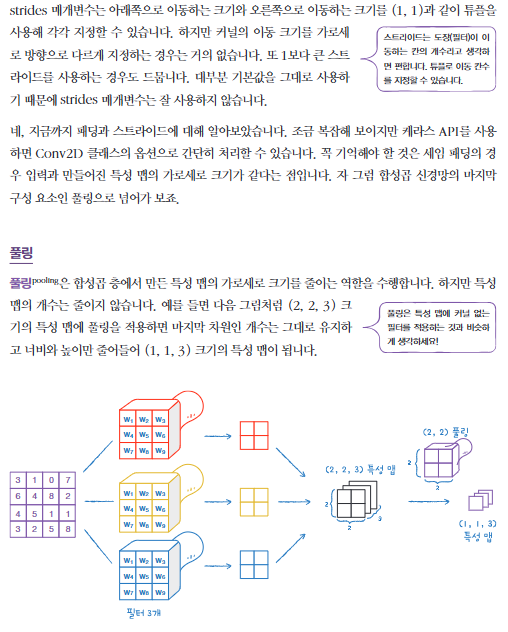 strides 매개변수는 아래쪽으로 이동하는 크기와 오른쪽으로 이동하는 크기를 (1, 1)과 같이 튜플을
사용해 각각 지정할 수 있습니다. 하지만 커널의 이동 크기를 가로세
로 방향으로 다르게 지정하는 경우는 거의 없습니다. 또 1보다 큰 스트
라이드를 사용하는 경우도 드뭅니다. 대부분 기본값을 그대로 사용하
기 때문에 strides 매개변수는 잘 사용하지 않습니다.
스트라이드는 도장(필터)이 이
동하는 칸의 개수라고 생각하
면 편합니다. 튜플로 이동 칸수
를 지정할 수 있습니다.
네, 지금까지 패딩과 스트라이드에 대해 알아보았습니다. 조금 복잡해 보이지만 케라스 API를 사용
하면 Conv2D 클래스의 옵션으로 간단히 처리할 수 있습니다. 꼭 기억해야 할 것은 세임 패딩의 경
우 입력과 만들어진 특성 맵의 가로세로 크기가 같다는 점입니다. 자 그럼 합성곱 신경망의 마지막
구성 요소인 풀링으로 넘어가 보죠.
풀링
풀링pooling은 합성곱 층에서 만든 특성 맵의 가로세로 크기를 줄이는 역할을 수행합니다. 하지만 특성
맵의 개수는 줄이지 않습니다. 예를 들면 다음 그림처럼 (2, 2, 3) 크
기의 특성 맵에 풀링을 적용하면 마지막 차원인 개수는 그대로 유지하
고 너비와 높이만 줄어들어 (1, 1, 3) 크기의 특성 맵이 됩니다.
풀링은 특성 맵에 커널 없는
필터를 적용하는 것과 비슷하
게 생각하세요!
3 1 0 7
6 4 8 2
4 5 1 1
3 2 5 8
W1 W2 W3
W4 W5 W6
W7 W8 W9
W1 W2 W3
W4 W5 W6
W7 W8 W9
W1 W2 W3
W4 W5 W6
W7 W8 W9
필터 3개
(2, 2, 3) 특성 맵
2
2
3
(2, 2) 풀링
2
2
(1, 1, 3)
특성 맵